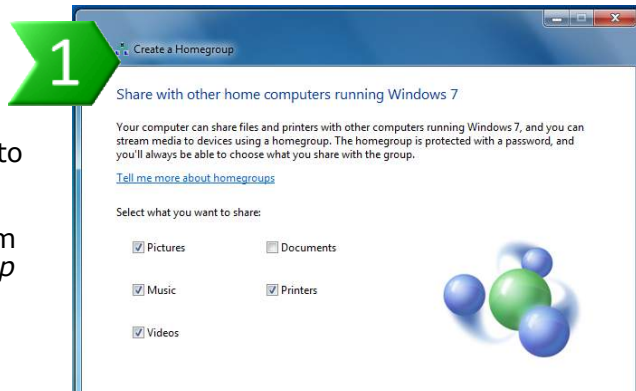 1
Create a Homegroup
to
m
p
Share with other home computers running Windows 7
Your computer can share files and printers with other computers running Windows 7, and you can
stream media to devices using a homegroup. The homegroup is protected with a password, and
you'll always be able to choose what you share with the group.
Tell me more about homegroups
Select what you want to share:
Pictures
Documents
Music
Printers
Videos